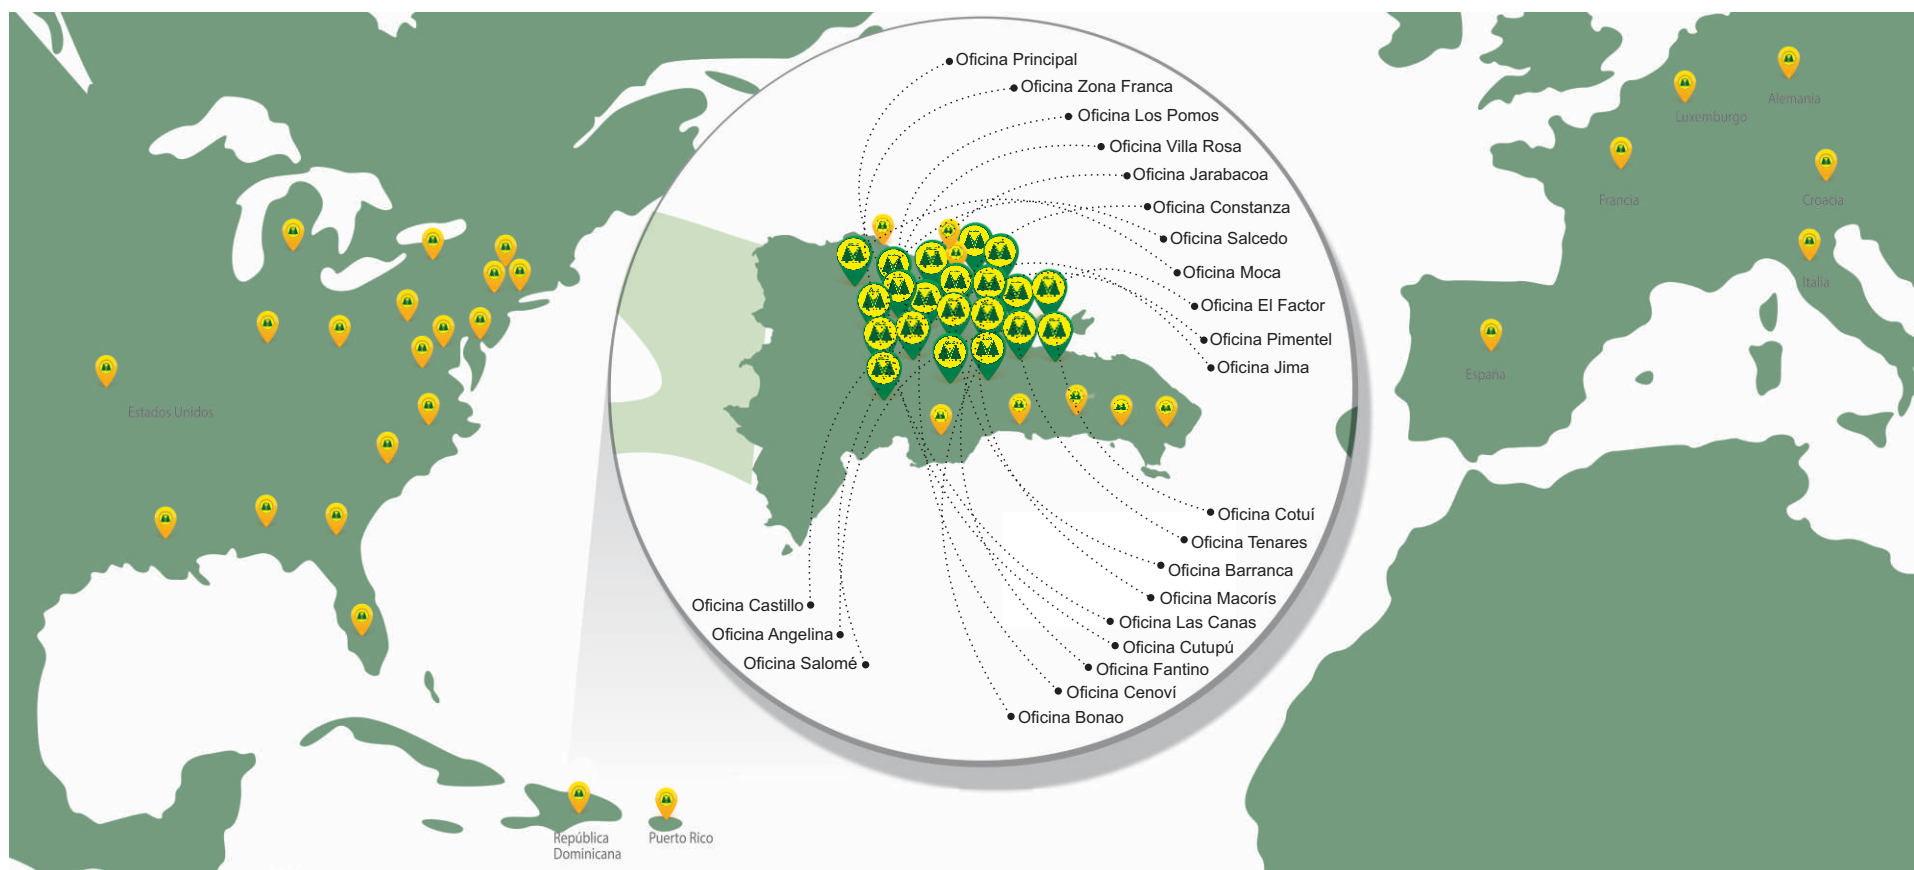 Oficina Principal
Oficina Zona Franca
Oficina Los Pomos
Oficina Villa Rosa
Oficina Jarabacoa
Oficina Constanza
Oficina Salcedo
Oficina Moca
Oficina El Factor
Oficina Pimentel
Oficina Jima
Oficina Cotuí
Oficina Tenares
Oficina Barranca
Oficina Macorís
Oficina Las Canas
Oficina Cutupú
Oficina Fantino
Oficina Cenoví
Oficina Bonao
Oficina Castillo
Oficina Angelina
Oficina Salomé
Estados Unidos
República
Dominicana
Puerto Rico
Alemania
Luxemburgo
Francia
Croacia
Italia
España